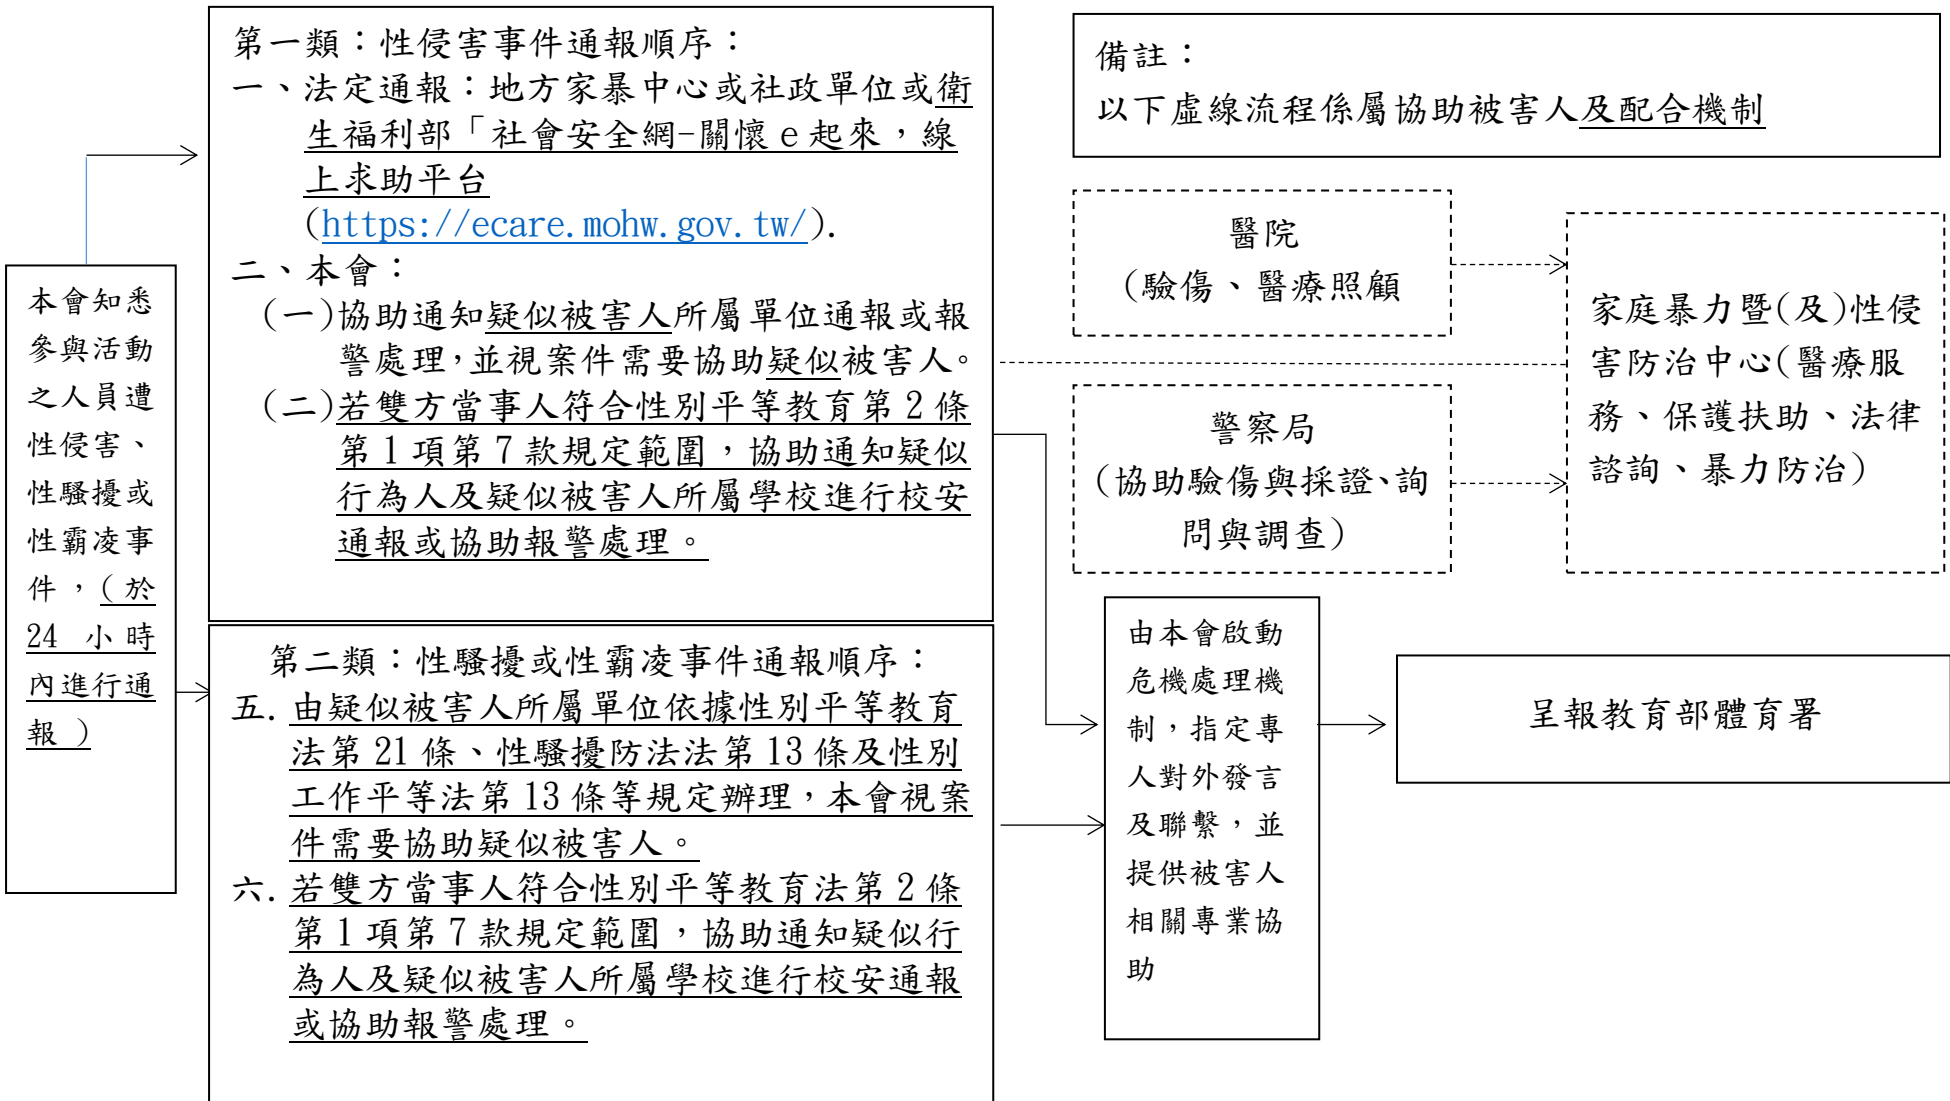 本會知悉
參與活動
之人員遭
性侵害、
性騷擾或
性霸凌事
件，(於
24 小時
內進行通
報 )
第一類：性侵害事件通報順序：
一、法定通報：地方家暴中心或社政單位或衛
生福利部「社會安全網-關懷 e 起來，線
上求助平台
(https://ecare.mohw.gov.tw/).
二、本會：
(一)協助通知疑似被害人所屬單位通報或報
警處理，並視案件需要協助疑似被害人。
(二)若雙方當事人符合性別平等教育第 2 條
第 1 項第 7 款規定範圍，協助通知疑似
行為人及疑似被害人所屬學校進行校安
通報或協助報警處理。
第二類：性騷擾或性霸凌事件通報順序：
五. 由疑似被害人所屬單位依據性別平等教育
法第 21 條、性騷擾防法法第 13 條及性別
工作平等法第 13 條等規定辦理，本會視案
件需要協助疑似被害人。
六. 若雙方當事人符合性別平等教育法第 2 條
第 1 項第 7 款規定範圍，協助通知疑似行
為人及疑似被害人所屬學校進行校安通報
或協助報警處理。
備註：
以下虛線流程係屬協助被害人及配合機制
醫院
(驗傷、醫療照顧
警察局
(協助驗傷與採證、詢
問與調查)
家庭暴力暨(及)性侵
害防治中心(醫療服
務、保護扶助、法律
諮詢、暴力防治)
由本會啟動
危機處理機
制，指定專
人對外發言
及聯繫，並
提供被害人
相關專業協
助
呈報教育部體育署